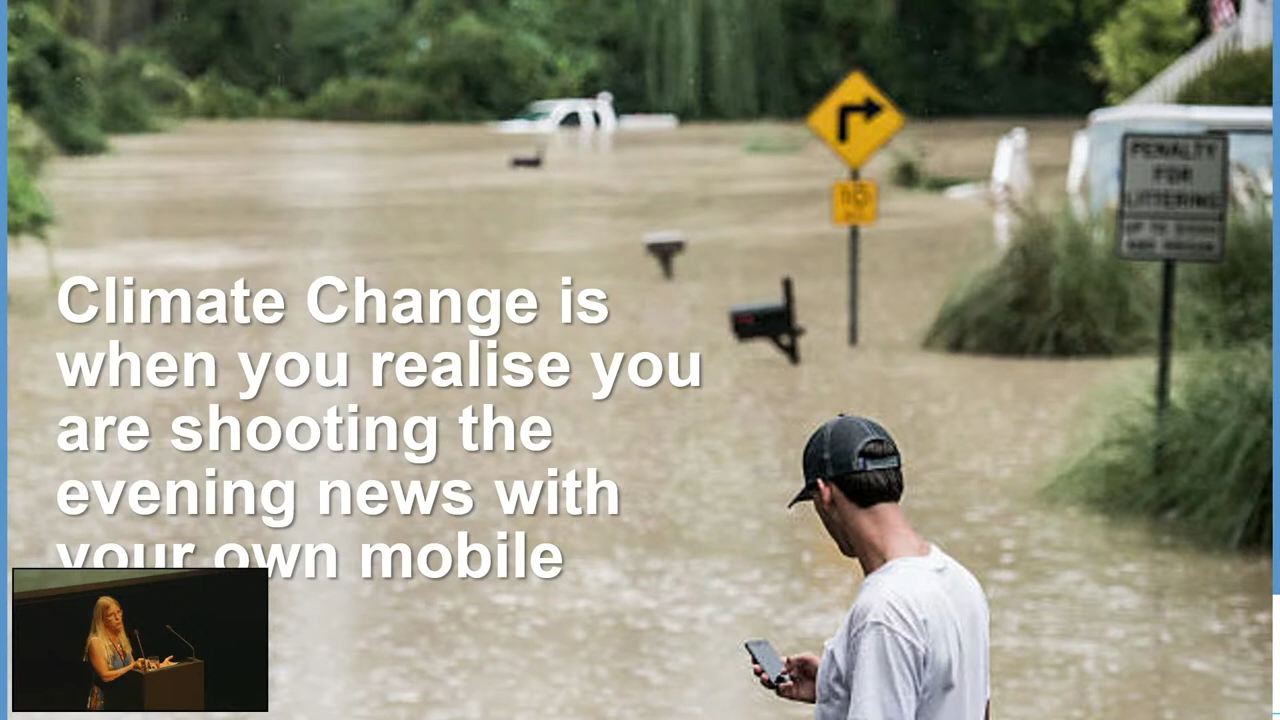 Climate Change is
when you realise you
are shooting the
evening news with
your own mobile
PENALTY
FOR
LITTERING